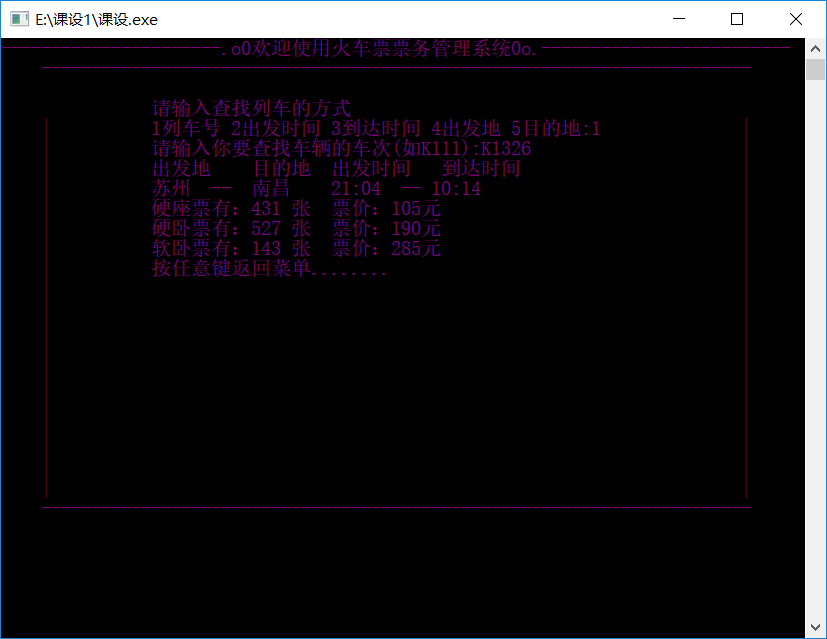 E:\课设1\课设.exe
.oO欢迎使用火车票票务管理系统Oo.
请输入查找列车的方式
1列车号 2出发时间 3到达时间 4出发地 5目的地:1
请输入你要查找车辆的车次(如K111):K1326
出发地 目的地 出发时间 到达时间
苏州 -- 南昌 21:04 -- 10:14
硬座票有: 431 张 票价: 105元
硬卧票有: 527 张 票价: 190元
软卧票有: 143 张 票价: 285元
按任意键返回菜单........